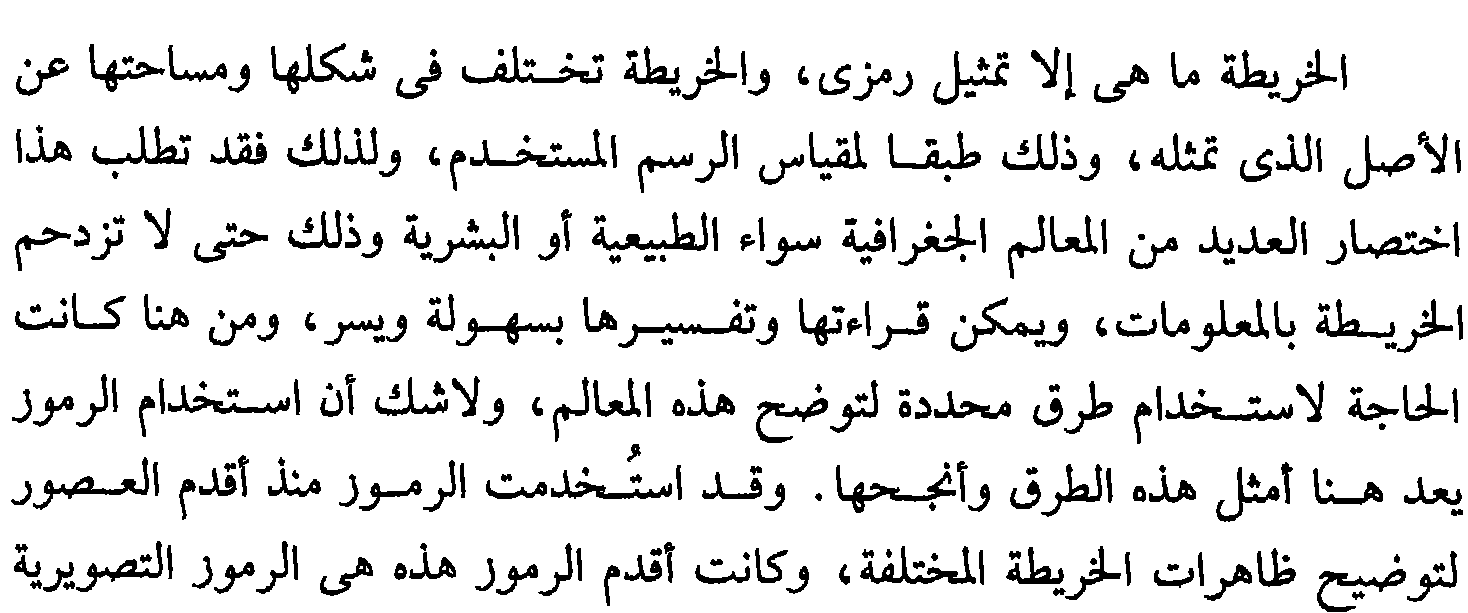 الخريطة ما هى إلا تمثيل رمزى، والخريطة تختلف فى شكلها ومساحتها عن
الأصل الذى تمثله، وذلك طبقا لمقياس الرسم المستخدم، ولذلك فقد تطلب هذا
اختصار العديد من المعالم الجغرافية سواء الطبيعية أو البشرية وذلك حتى لا تزدحم
الخريطة بالمعلومات، ويمكن قراءتها وتفسيرها بسهولة ويسر، ومن هنا كانت
الحاجة لاستخدام طرق محددة لتوضح هذه المعالم، ولاشك أن استخدام الرموز
يعد هنا أمثل هذه الطرق وأنجحها. وقد استُخدمت الرموز منذ أقدم العصور
لتوضيح ظاهرات الخريطة المختلفة، وكانت أقدم الرموز هذه هى الرموز التصويرية